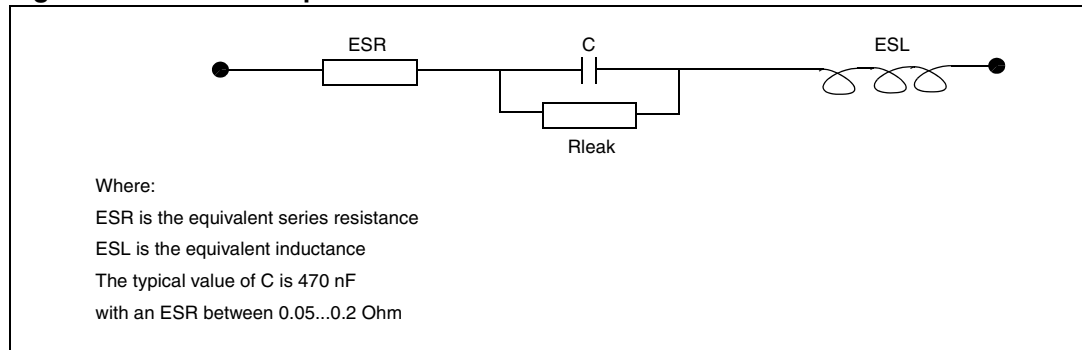 ESR C ESL
Rleak
Where:
ESR is the equivalent series resistance
ESL is the equivalent inductance
The typical value of C is 470 nF
with an ESR between 0.05...0.2 Ohm